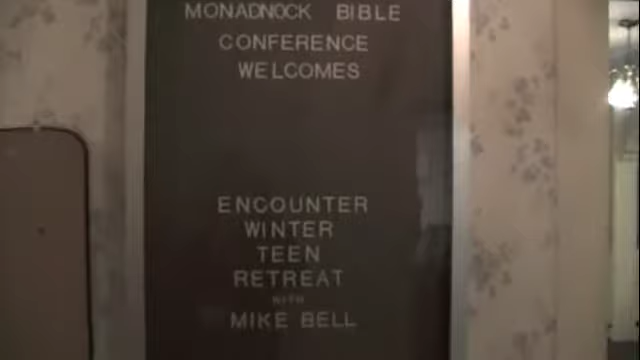 MONADNOCK BIBLE
CONFERENCE
WELCOMES
ENCOUNTER
WINTER
TEEN
RETREAT
WITH
MIKE BELL